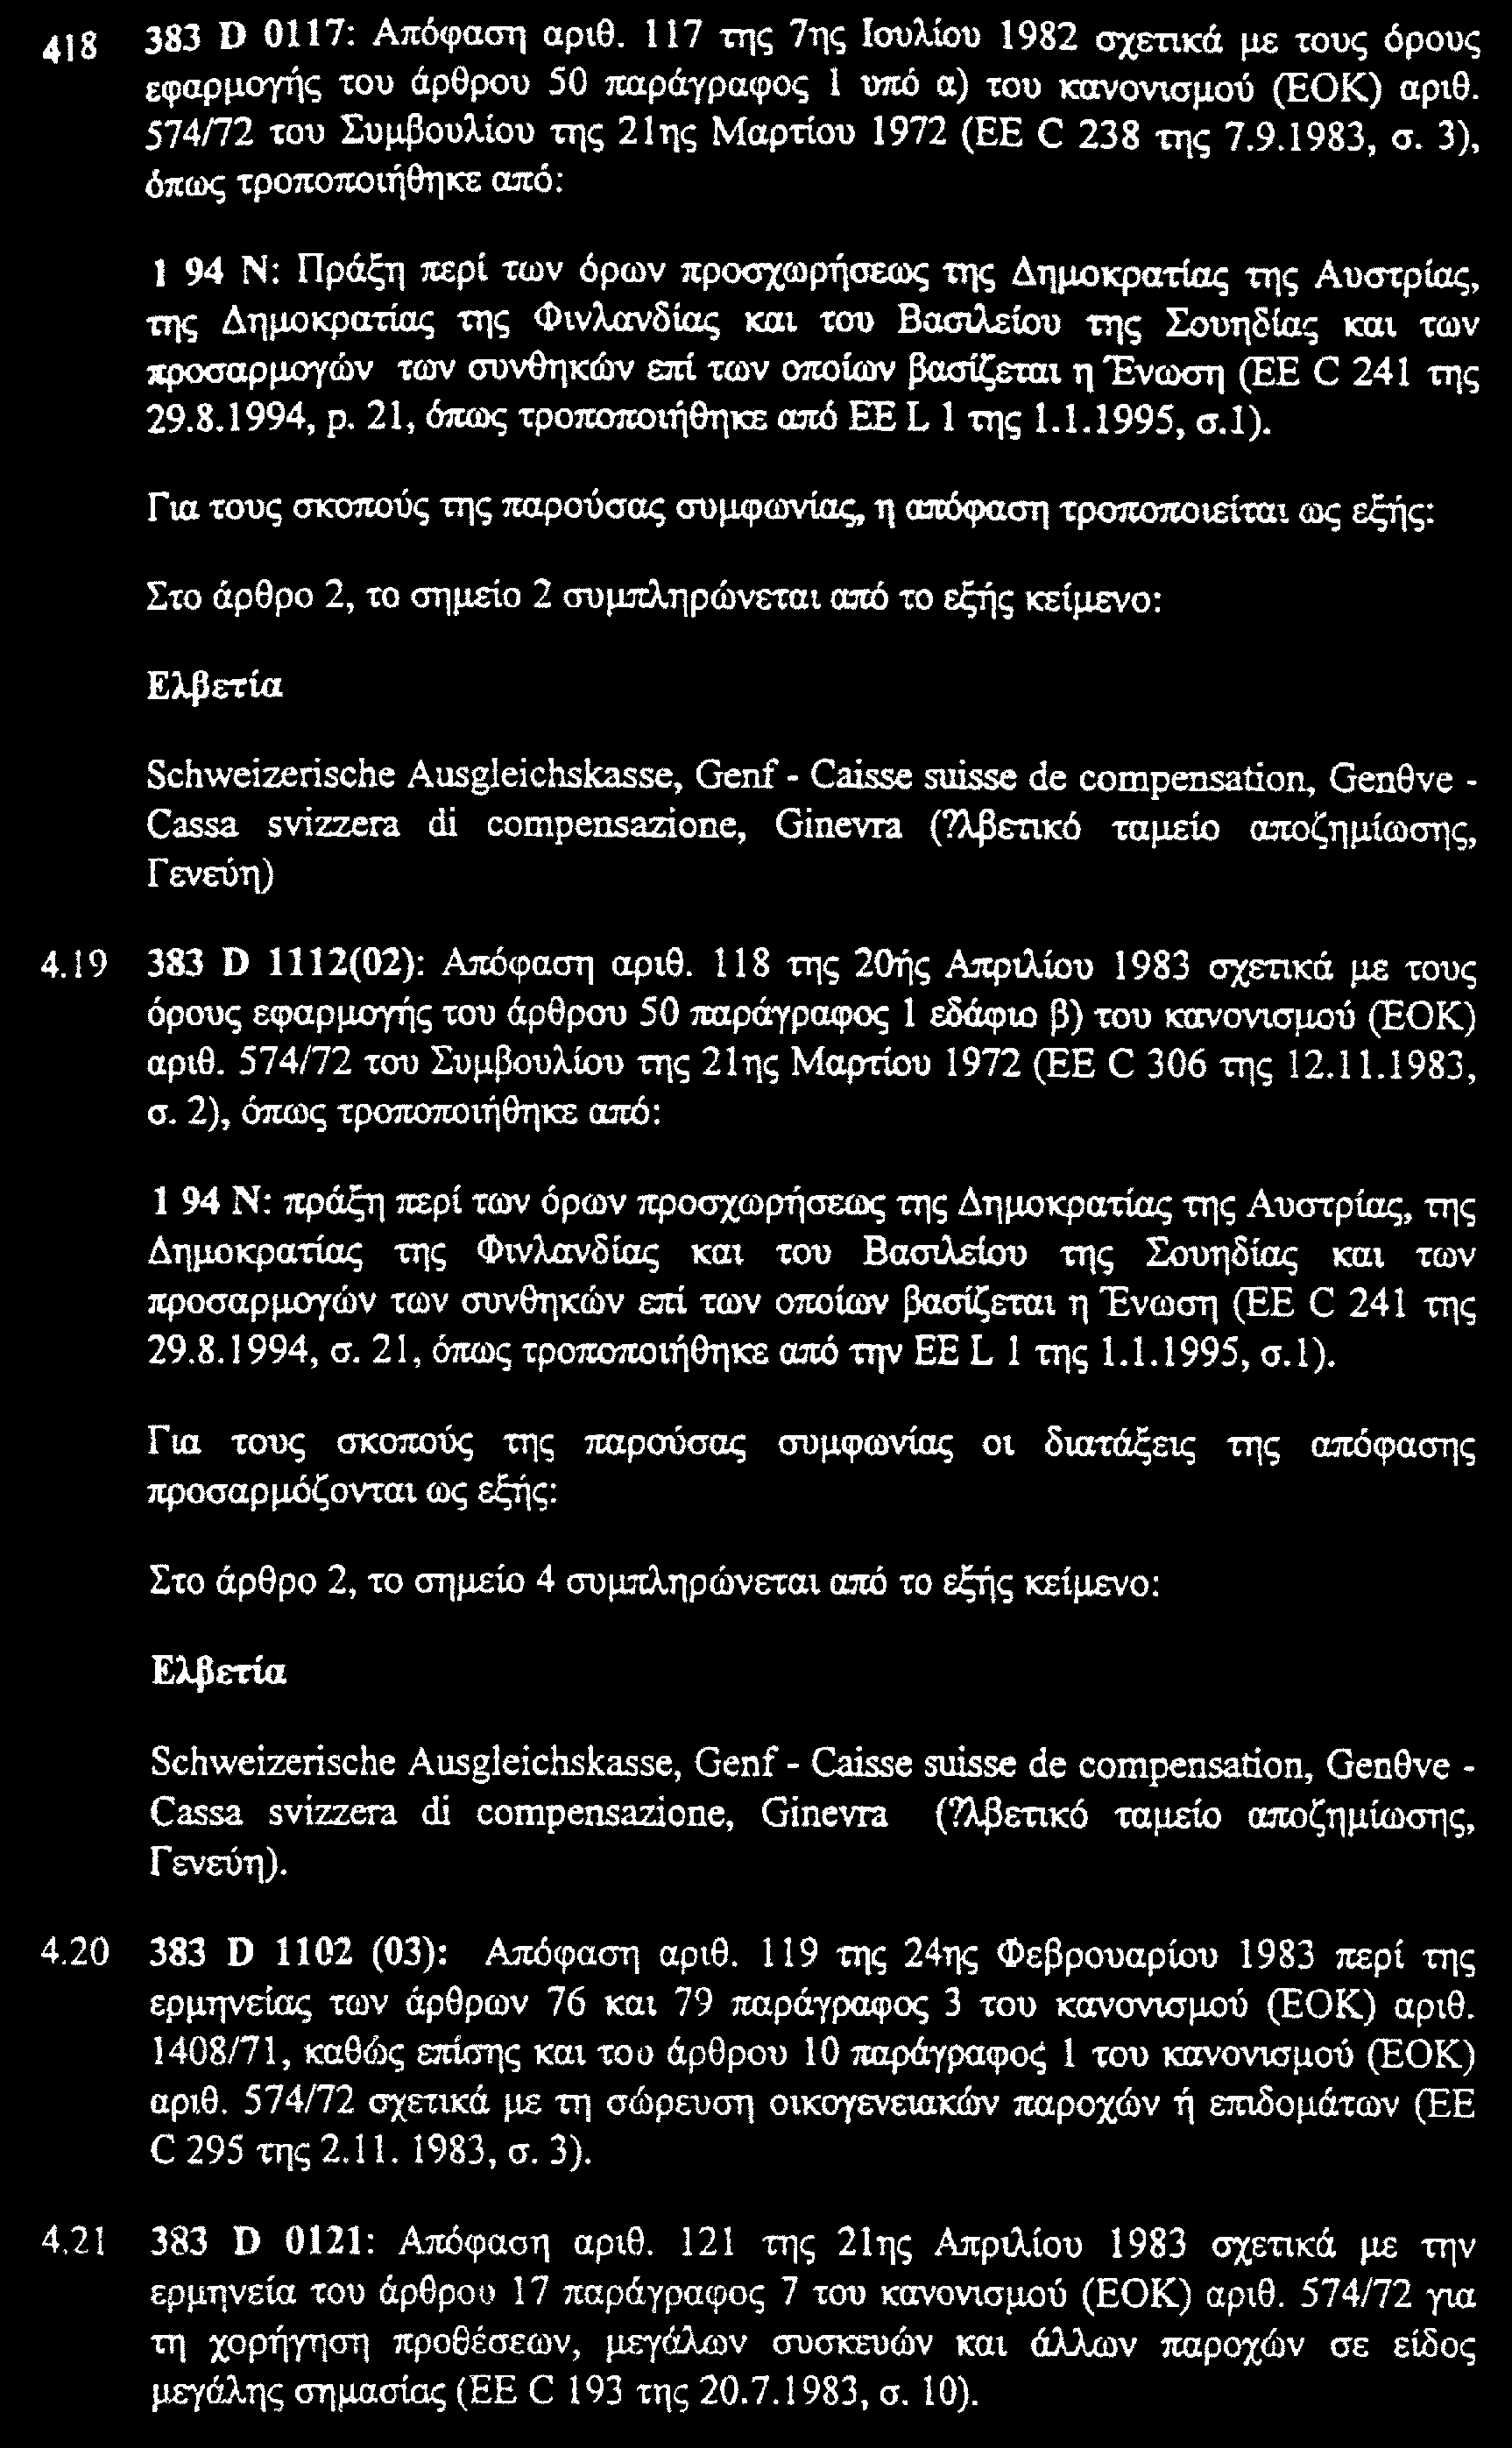 418 383 D 0117: Απόφαση αριθ. 117 της 7ης Ιουλίου 1982 σχετικά με τους όρους
εφαρμογής του άρθρου 50 παράγραφος 1 υπό α) του κανονισμού (ΕΟΚ) αριθ.
574/72 του Συμβουλίου της 21ης Μαρτίου 1972 (ΕΕ C 238 της 7.9.1983, σ. 3),
όπως τροποποιήθηκε από:
1 94 N: Πράξη περί των όρων προσχωρήσεως της Δημοκρατίας της Αυστρίας,
της Δημοκρατίας της Φινλανδίας και του Βασιλείου της Σουηδίας και των
προσαρμογών των συνθηκών επί των οποίων βασίζεται η Ένωση (ΕΕ C 241 της
29.8.1994, p. 21, όπως τροποποιήθηκε από ΕΕ L 1 της 1.1.1995, σ.1).
Για τους σκοπούς της παρούσας συμφωνίας, η απόφαση τροποποιείται ως εξής:
Στο άρθρο 2, το σημείο 2 συμπληρώνεται από το εξής κείμενο:
Ελβετία
Schweizerische Ausgleichskasse, Genf - Caisse suisse de compensation, Genθve -
Cassa svizzera di compensazione, Ginevra (?λβετικό ταμείο αποζημίωσης,
Γενεύη)
4.19 383 D 1112(02): Απόφαση αριθ. 118 της 20ής Απριλίου 1983 σχετικά με τους
όρους εφαρμογής του άρθρου 50 παράγραφος 1 εδάφιο β) του κανονισμού (ΕΟΚ)
αριθ. 574/72 του Συμβουλίου της 21ης Μαρτίου 1972 (ΕΕ C 306 της 12.11.1983,
σ. 2), όπως τροποποιήθηκε από:
1 94 N: πράξη περί των όρων προσχωρήσεως της Δημοκρατίας της Αυστρίας, της
Δημοκρατίας της Φινλανδίας και του Βασιλείου της Σουηδίας και των
προσαρμογών των συνθηκών επί των οποίων βασίζεται η Ένωση (ΕΕ C 241 της
29.8.1994, σ. 21, όπως τροποποιήθηκε από την ΕΕ L 1 της 1.1.1995, σ.1).
Για τους σκοπούς της παρούσας συμφωνίας οι διατάξεις της απόφασης
προσαρμόζονται ως εξής:
Στο άρθρο 2, το σημείο 4 συμπληρώνεται από το εξής κείμενο:
Ελβετία
Schweizerische Ausgleichskasse, Genf - Caisse suisse de compensation, Genθve -
Cassa svizzera di compensazione, Ginevra (?λβετικό ταμείο αποζημίωσης,
Γενεύη).
4.20 383 D 1102 (03): Απόφαση αριθ. 119 της 24ης Φεβρουαρίου 1983 περί της
ερμηνείας των άρθρων 76 και 79 παράγραφος 3 του κανονισμού (ΕΟΚ) αριθ.
1408/71, καθώς επίσης και του άρθρου 10 παράγραφος 1 του κανονισμού (ΕΟΚ)
αριθ. 574/72 σχετικά με τη σώρευση οικογενειακών παροχών ή επιδομάτων (ΕΕ
C 295 της 2.11. 1983, σ. 3).
4.21 383 D 0121: Απόφαση αριθ. 121 της 21ης Απριλίου 1983 σχετικά με την
ερμηνεία του άρθρου 17 παράγραφος 7 του κανονισμού (ΕΟΚ) αριθ. 574/72 για
τη χορήγηση προθέσεων, μεγάλων συσκευών και άλλων παροχών σε είδος
μεγάλης σημασίας (ΕΕ C 193 της 20.7.1983, σ. 10).